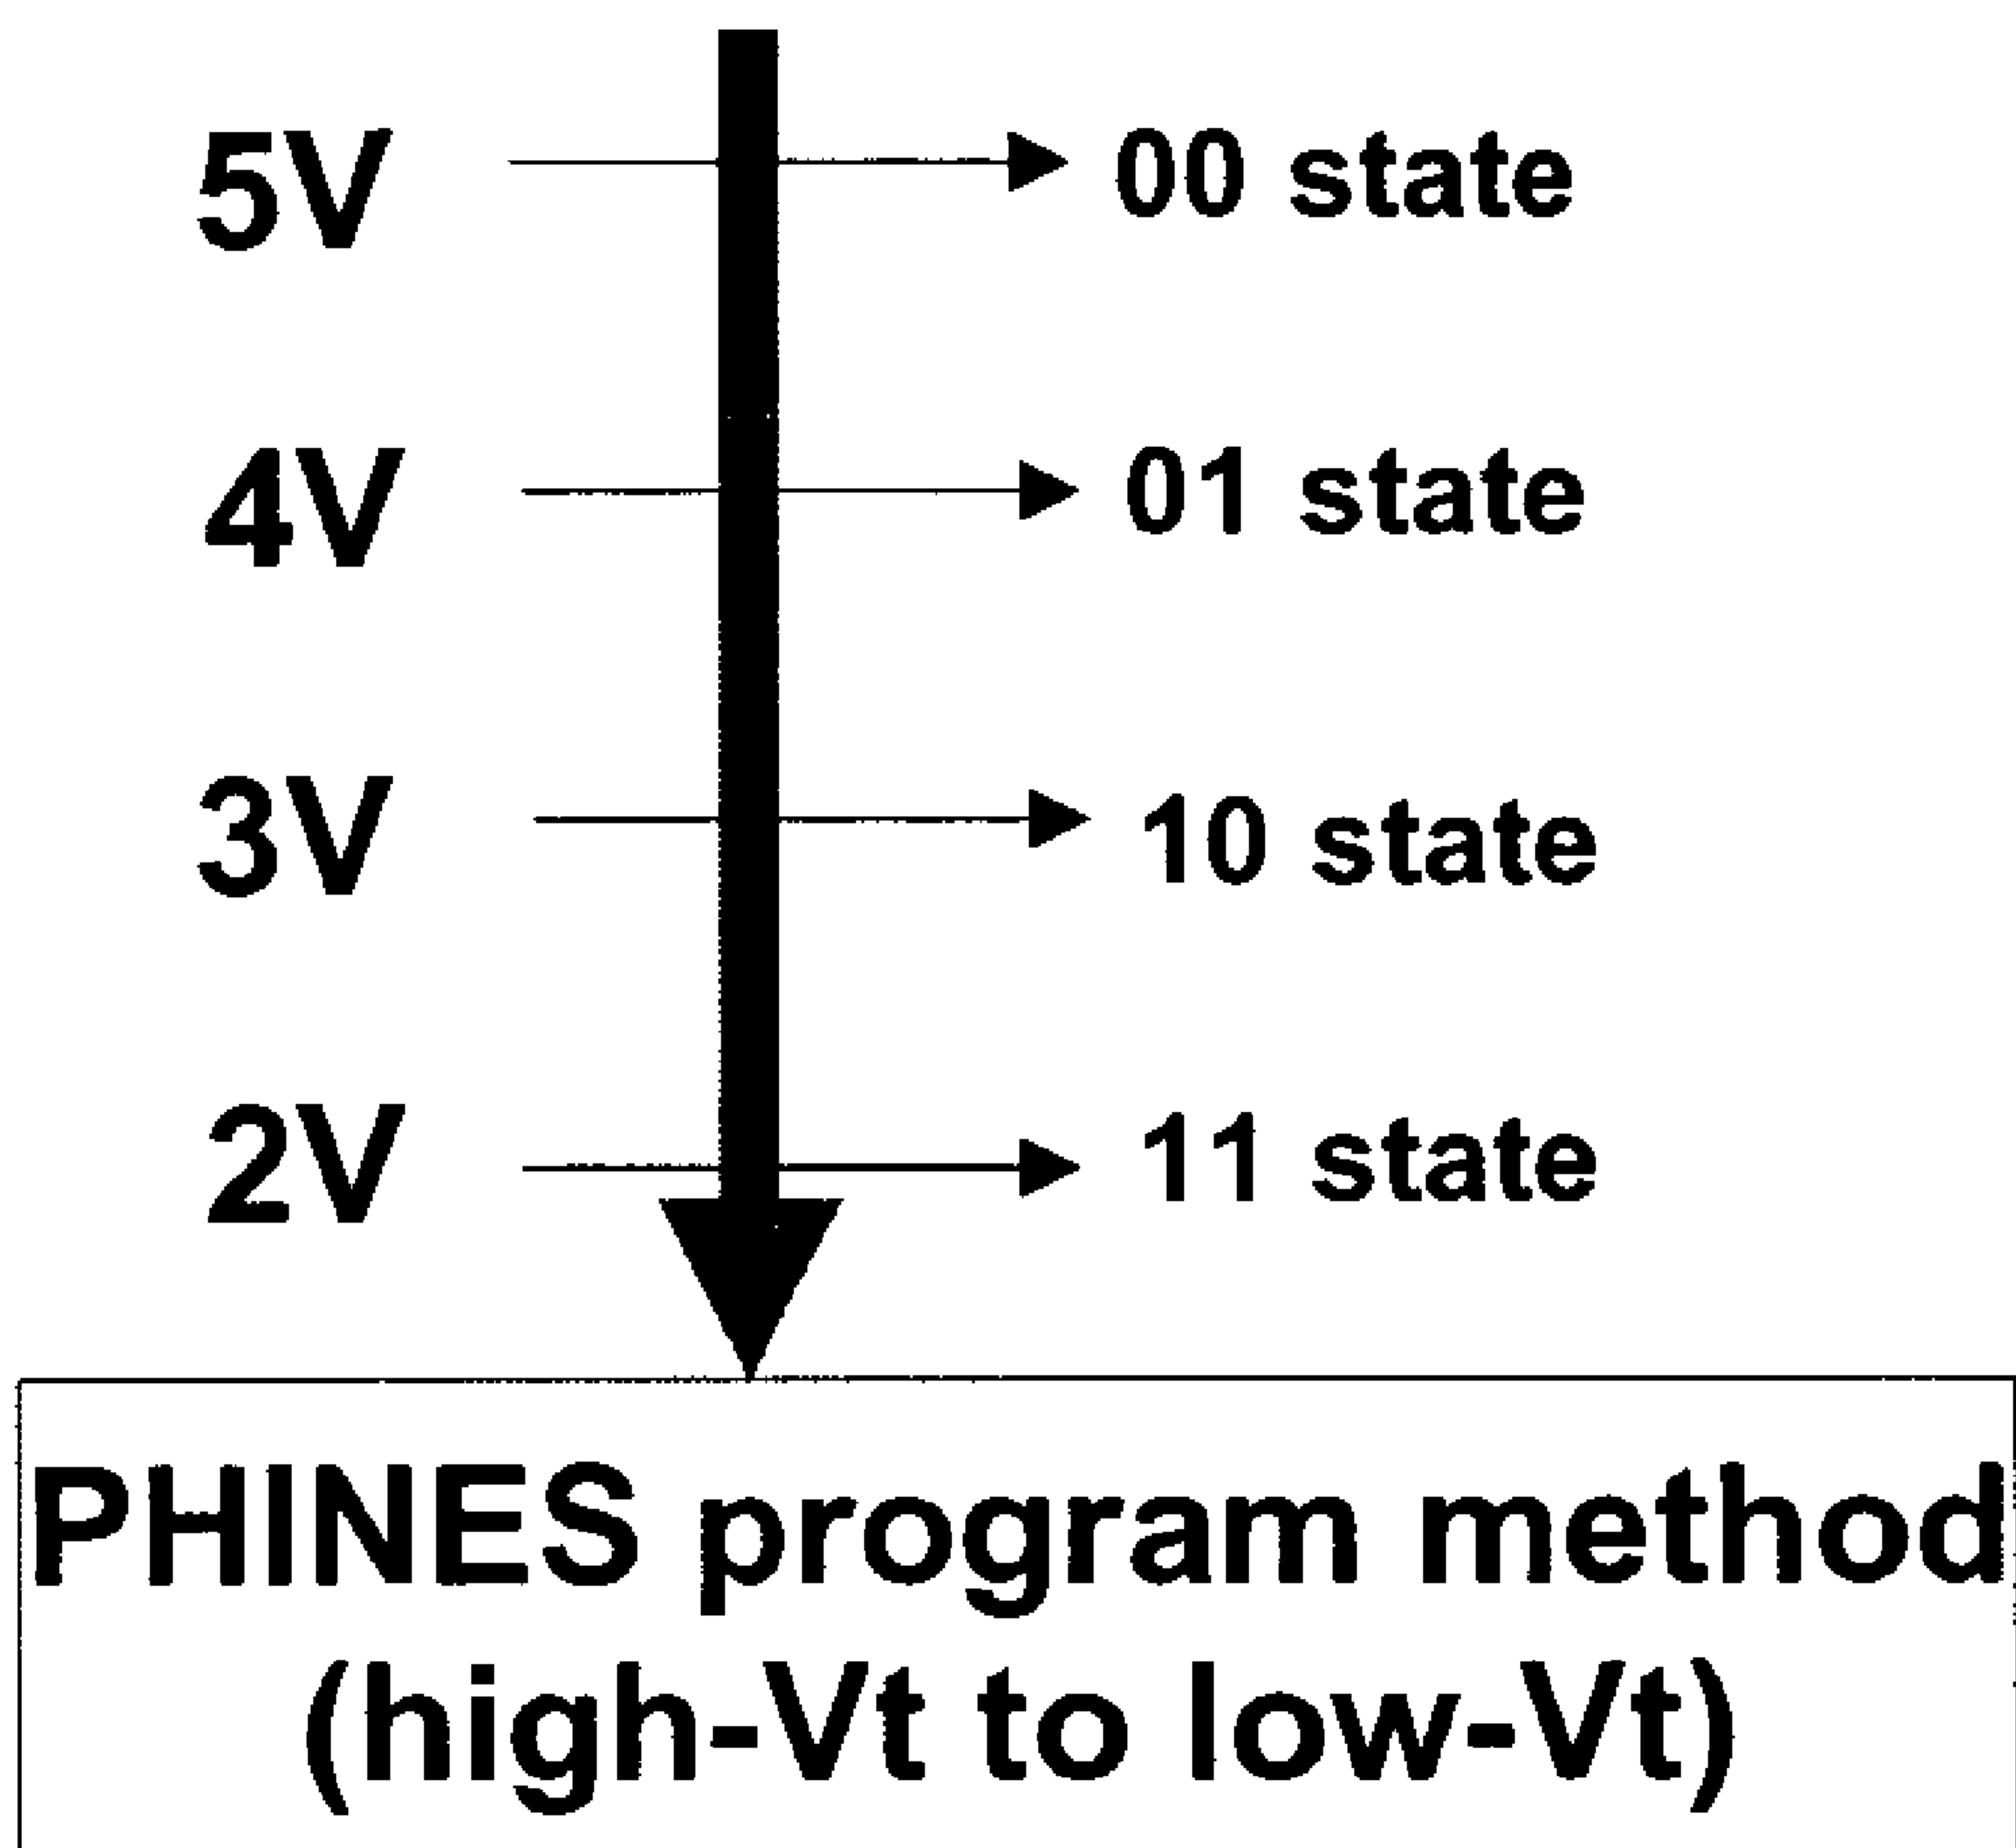 5V 00 state
4V 01 state
3V 10 state
2V 11 state
PHINES program method
(high-Vt to low-Vt)